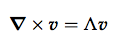 ∇ × v = Λv